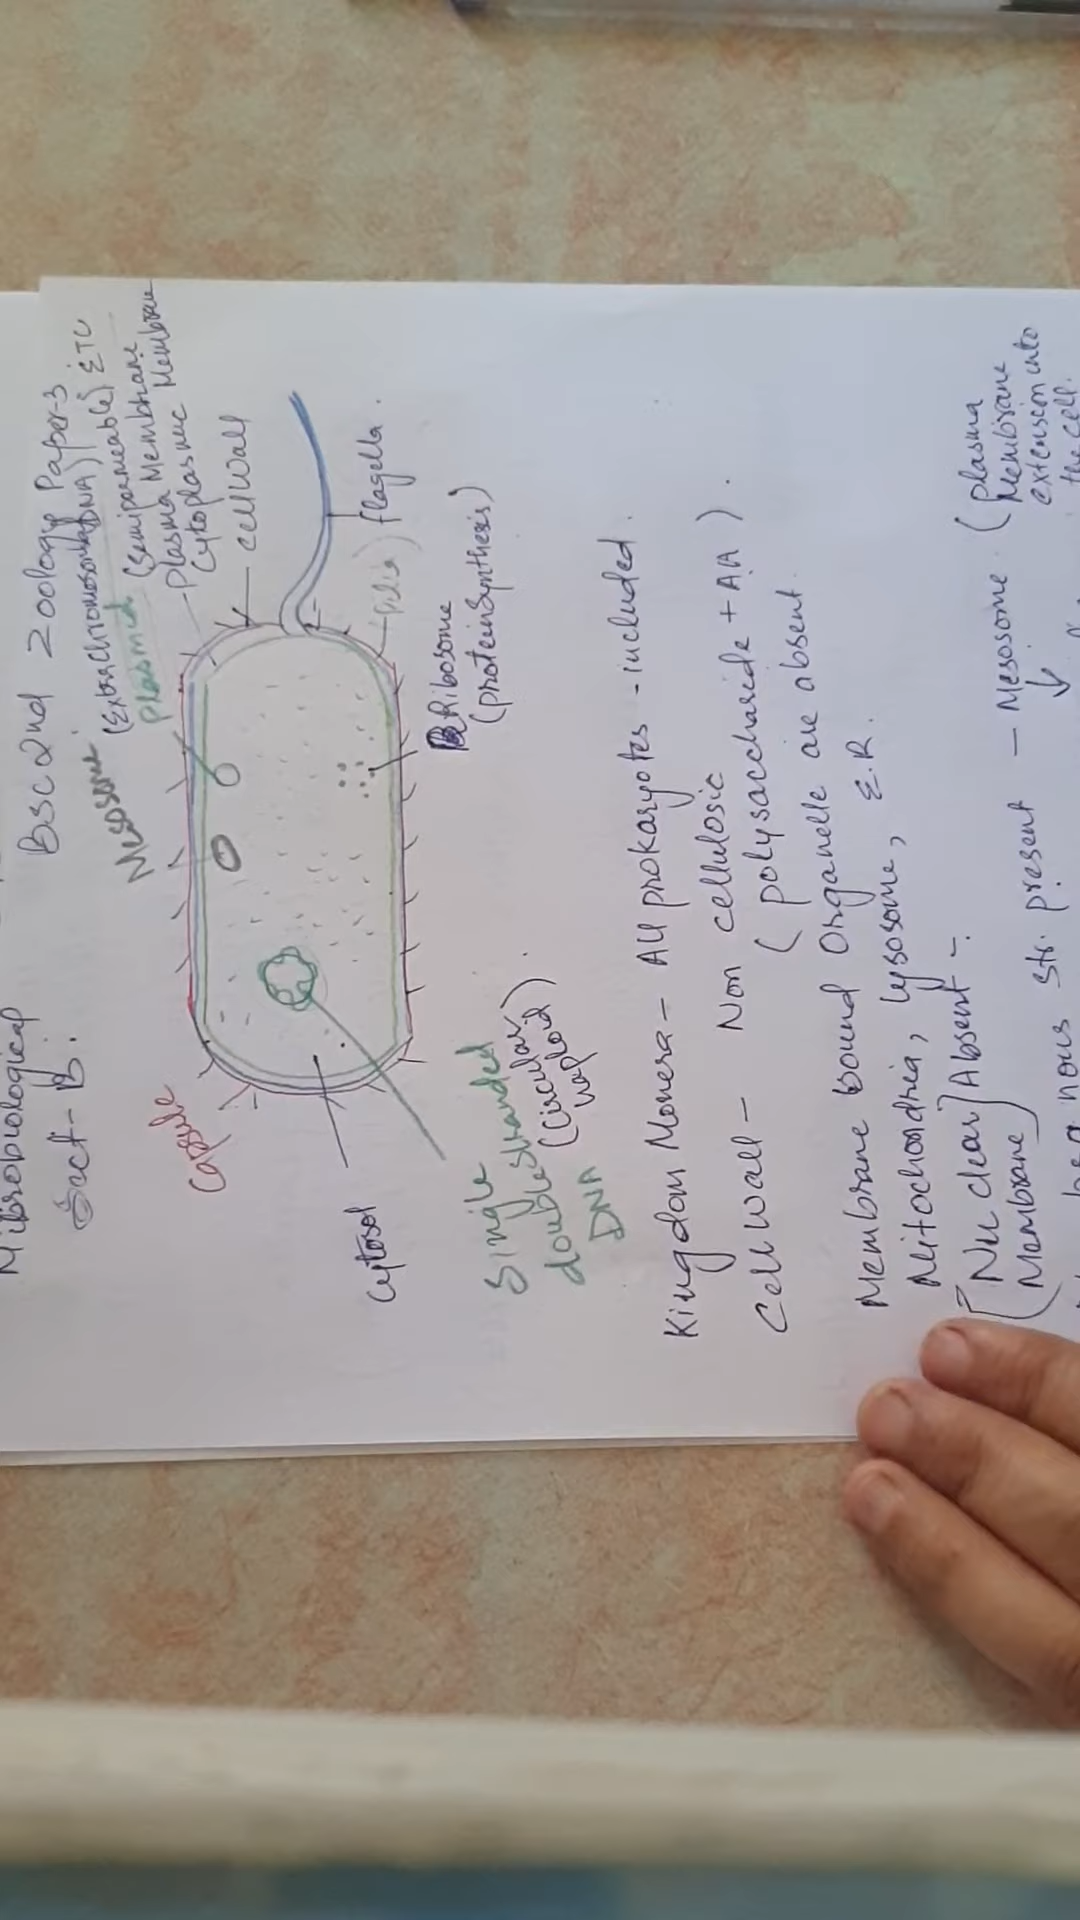 Microbiological
Bsc 2nd Zoology Paper-3
Sect-B.
Mesosome
(Extrachromosomal DNA) ETC
Plasmid
(Semipermeable)
Plasma Membrane
Cytoplasmic Membrane
cell wall
Capsule
flagella.
(pili)
Ribosome
(protein synthesis)
Cytosol
Single
double stranded
DNA
(Circular)
haploid
Kingdom Monera - All prokaryotes - included.
Cell wall - Non cellulosic
(polysaccharide + AA).
Membrane bound Organelle are absent
Mitochondria, lysosome, E.R.
Nuclear Membrane Absent -
nous str. present - Mesosome (plasma
Membrane
extension into
the cell.